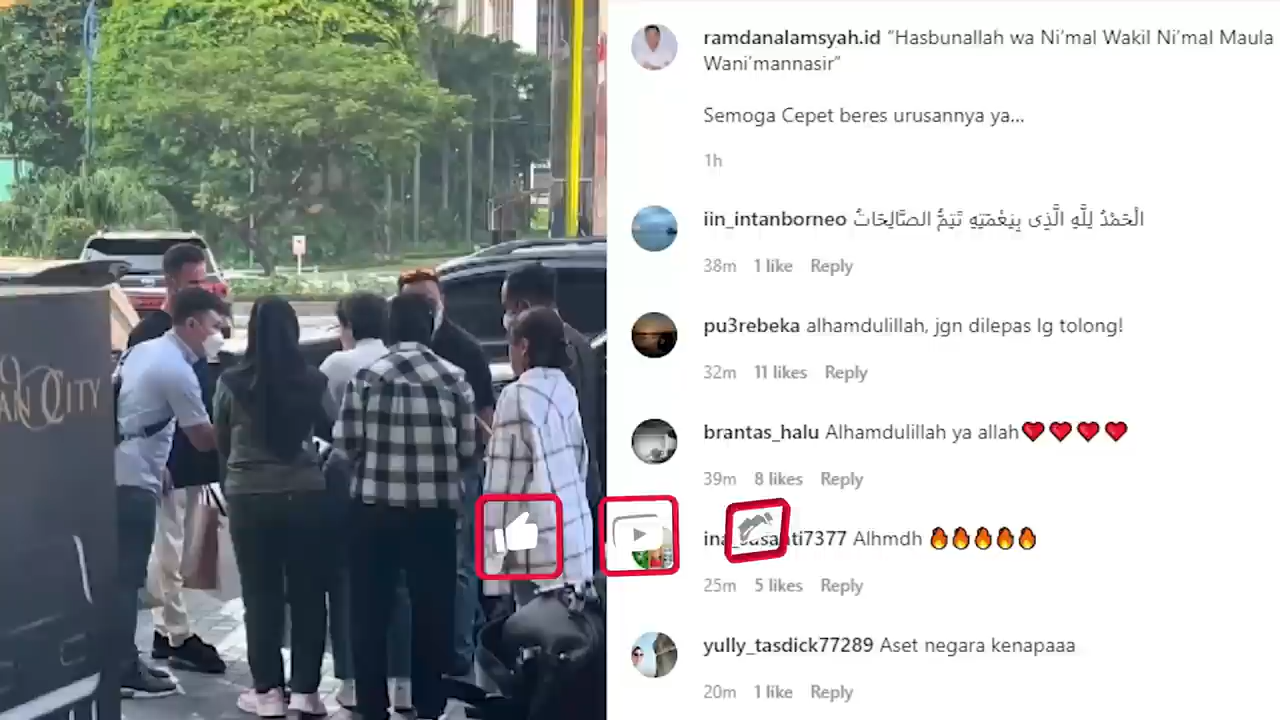 AN CITY
ramdanalamsyah.id “Hasbunallah wa Ni’mal Wakil Ni’mal Maula
Wani’mannasir”
Semoga Cepet beres urusannya ya...
1h
iin_intanborneo الْحَمْدُ لِلَّهِ الَّذِى بِنِعْمَتِهِ تَتِمُّ الصَّالِحَاتُ
38m 1 like Reply
pu3rebeka alhamdulillah, jgn dilepas lg tolong!
32m 11 likes Reply
brantas_halu Alhamdulillah ya allah❤❤❤❤
39m 8 likes Reply
Alhmdh 🔥🔥🔥🔥🔥
25m 5 likes Reply
yully_tasdick77289 Aset negara kenapaaa
20m 1 like Reply